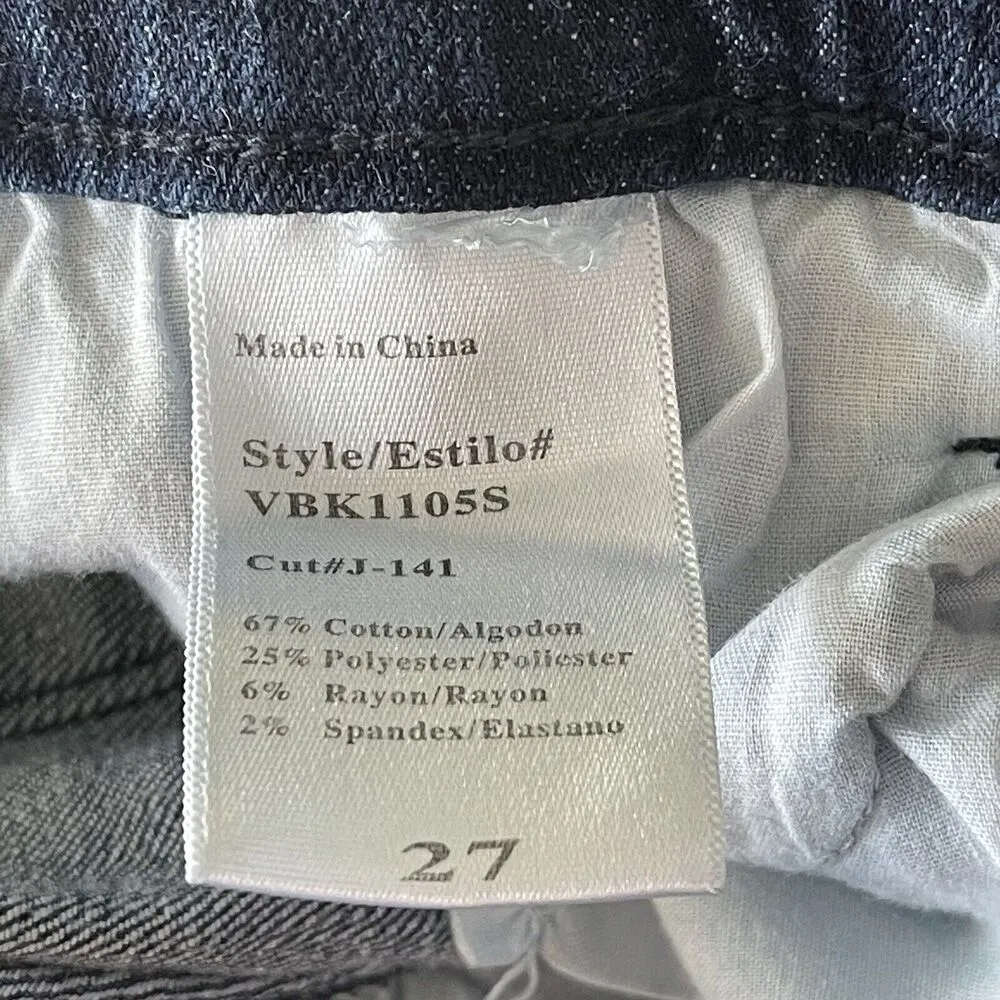 Made in China
Style/Estilo#
VBK1105S
Cut#J-141
67% Cotton/Algodon
25% Polyester/Poliester
6% Rayon/Rayon
2% Spandex/Elastano
27